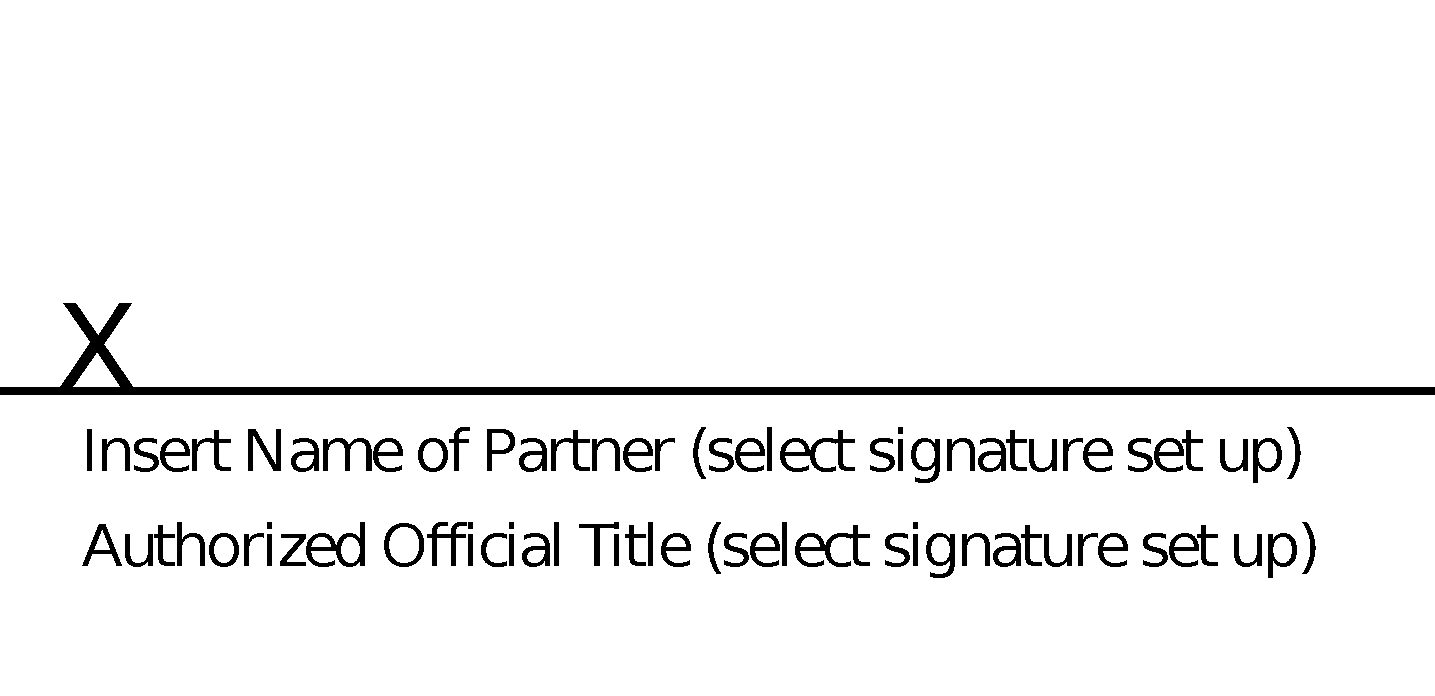 X
Insert Name of Partner (select signature set up)
Authorized Official Title (select signature set up)